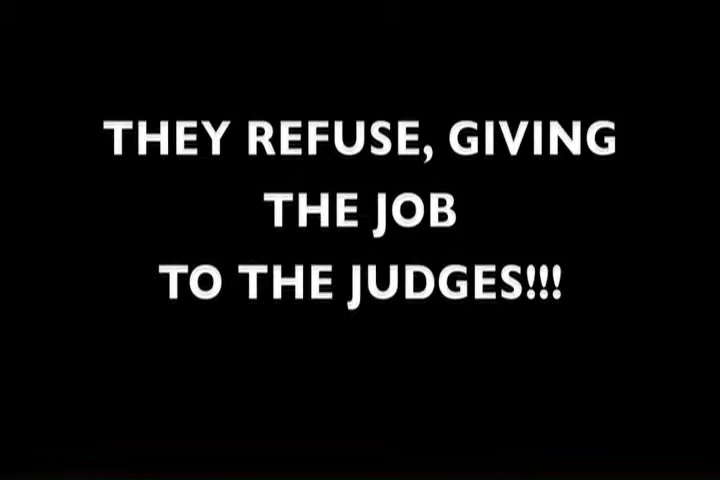 THEY REFUSE, GIVING
THE JOB
TO THE JUDGES!!!